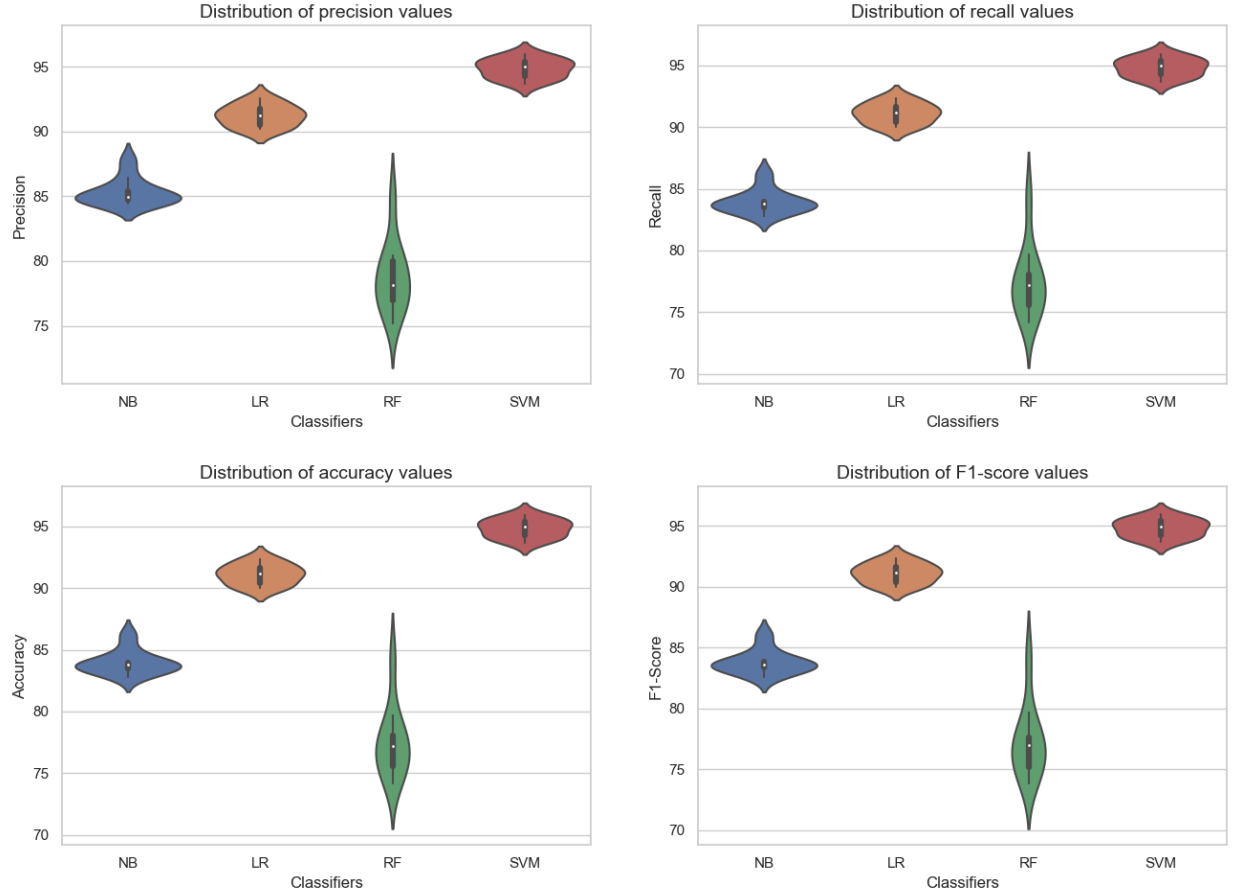 Distribution of precision values
Precision
95
90
85
80
75
NB LR RF SVM
Classifiers
Distribution of recall values
Recall
95
90
85
80
75
70
NB LR RF SVM
Classifiers
Distribution of accuracy values
Accuracy
95
90
85
80
75
70
NB LR RF SVM
Classifiers
Distribution of F1-score values
F1-Score
95
90
85
80
75
70
NB LR RF SVM
Classifiers